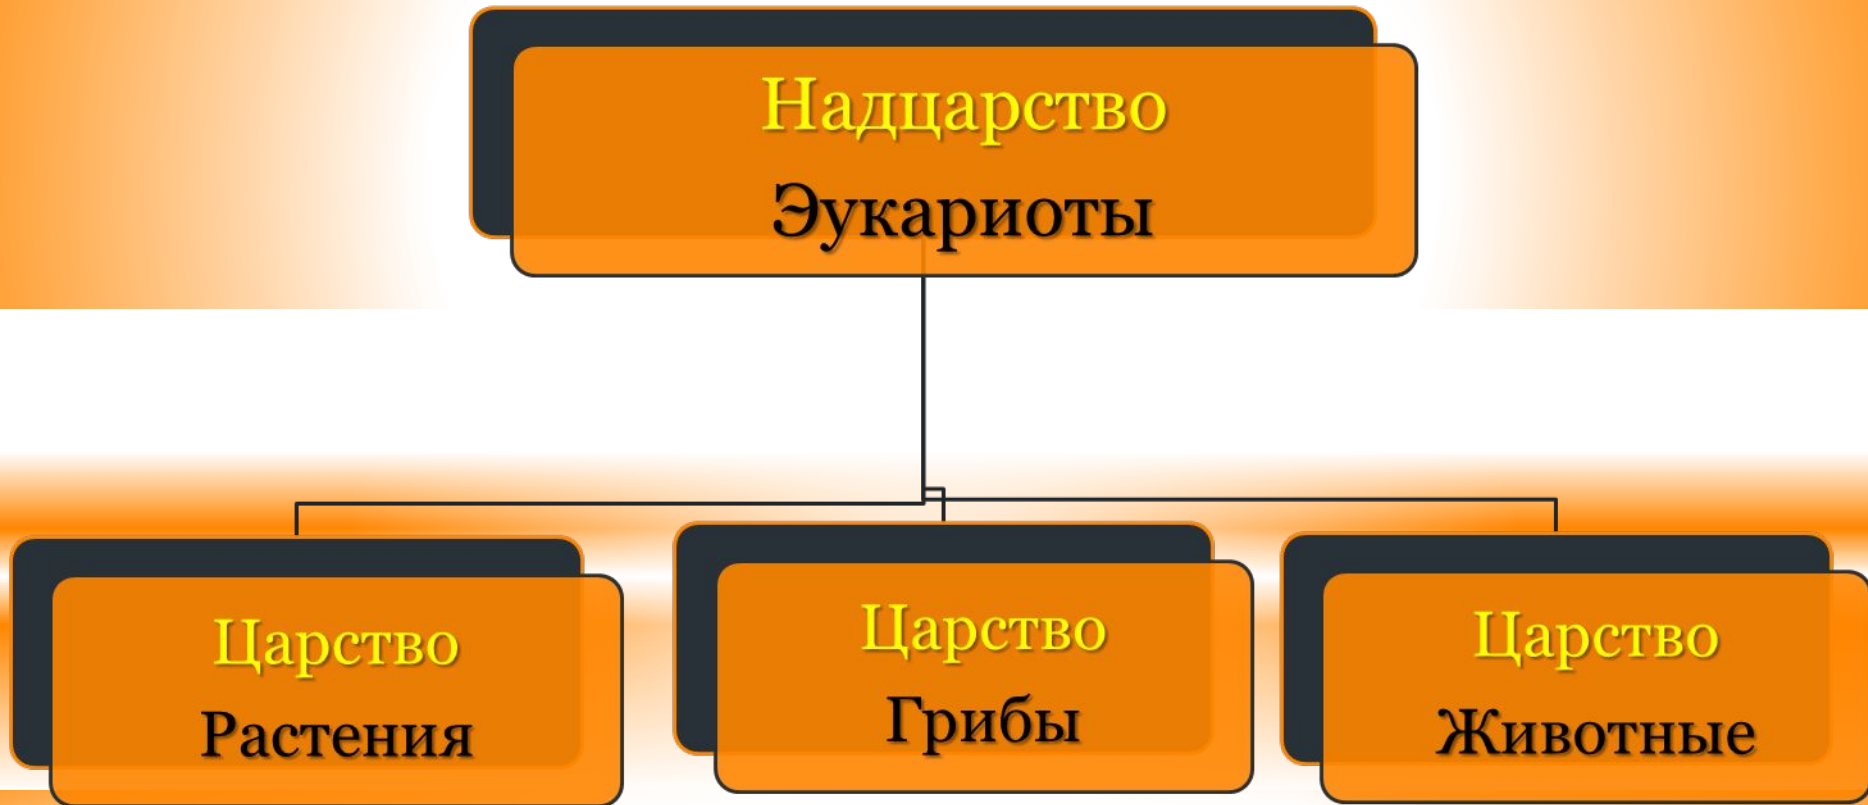 Надцарство
Эукариоты
Царство
Растения
Царство
Грибы
Царство
Животные